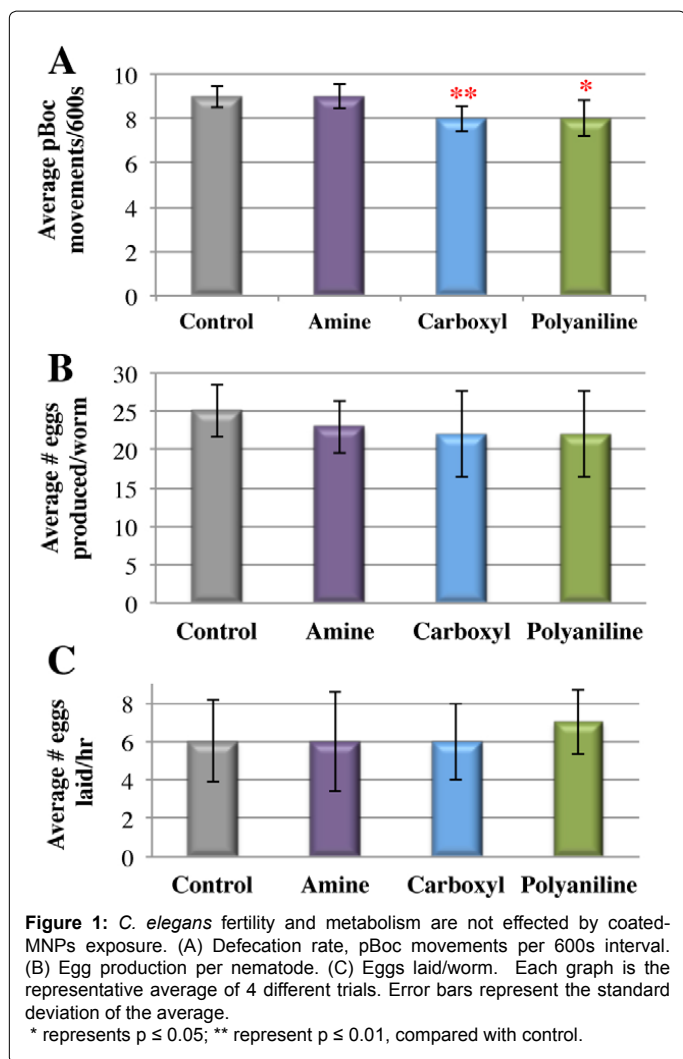 A
Average pBoc
movements/600s
10
8
6
4
2
0
**
*
Control Amine Carboxyl Polyaniline
B
Average # eggs
produced/worm
30
25
20
15
10
5
0
Control Amine Carboxyl Polyaniline
C
Average # eggs
laid/hr
8
6
4
2
0
Control Amine Carboxyl Polyaniline
Figure 1: C. elegans fertility and metabolism are not effected by coated-
MNPs exposure. (A) Defecation rate, pBoc movements per 600s interval.
(B) Egg production per nematode. (C) Eggs laid/worm. Each graph is the
representative average of 4 different trials. Error bars represent the standard
deviation of the average.
* represents p ≤ 0.05; ** represent p ≤ 0.01, compared with control.